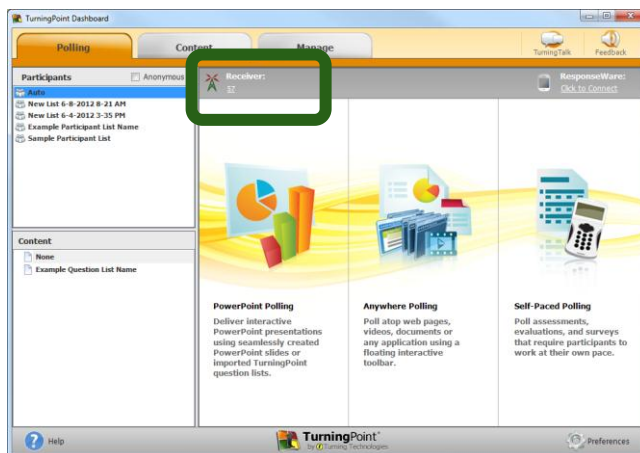 TurningPoint Dashboard
Polling
Content
Manage
TurningTalk
Feedback
Participants
Anonymous
Receiver:
57
ResponseWare:
Click to Connect
Auto
New List 6-8-2012 8-21 AM
New List 6-4-2012 3-35 PM
Example Participant List Name
Sample Participant List
Content
None
Example Question List Name
PowerPoint Polling
Deliver interactive
PowerPoint presentations
using seamlessly created
PowerPoint slides or
imported TurningPoint
question lists.
Anywhere Polling
Poll atop web pages,
videos, documents or
any application using a
floating interactive
toolbar.
Self-Paced Polling
Poll assessments,
evaluations, and surveys
that require participants to
work at their own pace.
Help
TurningPoint
by Turning Technologies
Preferences